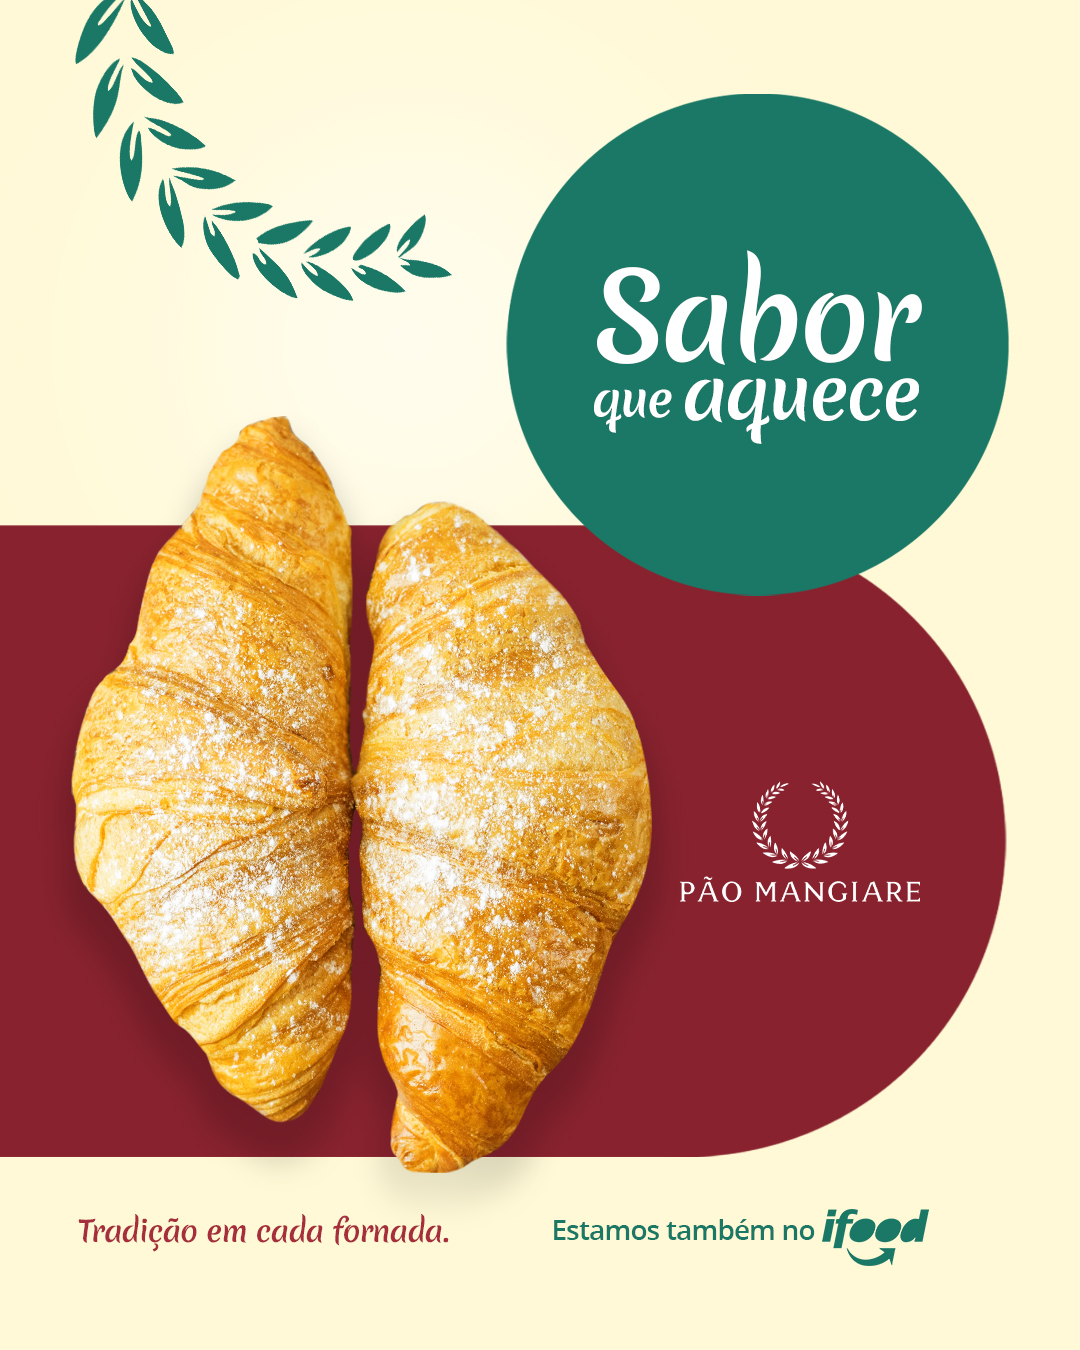 Sabor
que aquece
PÃO MANGIARE
Tradição em cada fornada.
Estamos também no ifood